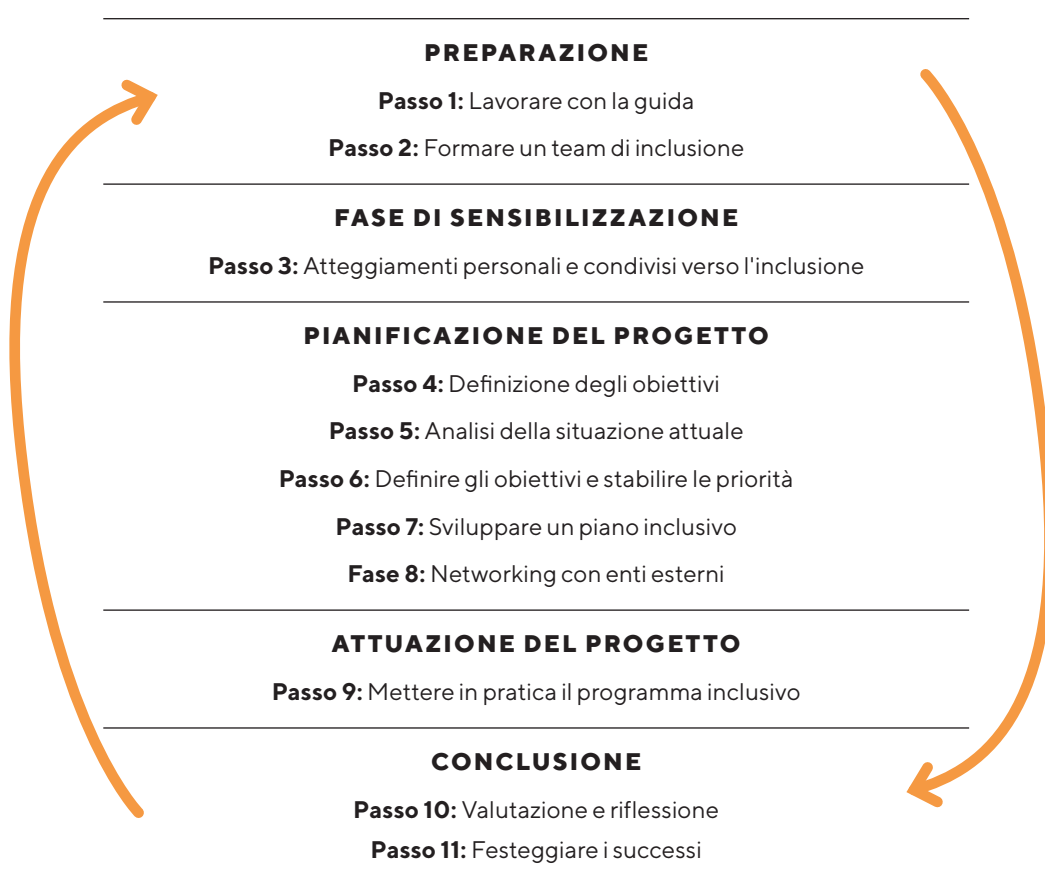 PREPARAZIONE
Passo 1: Lavorare con la guida
Passo 2: Formare un team di inclusione
FASE DI SENSIBILIZZAZIONE
Passo 3: Atteggiamenti personali e condivisi verso l'inclusione
PIANIFICAZIONE DEL PROGETTO
Passo 4: Definizione degli obiettivi
Passo 5: Analisi della situazione attuale
Passo 6: Definire gli obiettivi e stabilire le priorità
Passo 7: Sviluppare un piano inclusivo
Fase 8: Networking con enti esterni
ATTUAZIONE DEL PROGETTO
Passo 9: Mettere in pratica il programma inclusivo
CONCLUSIONE
Passo 10: Valutazione e riflessione
Passo 11: Festeggiare i successi